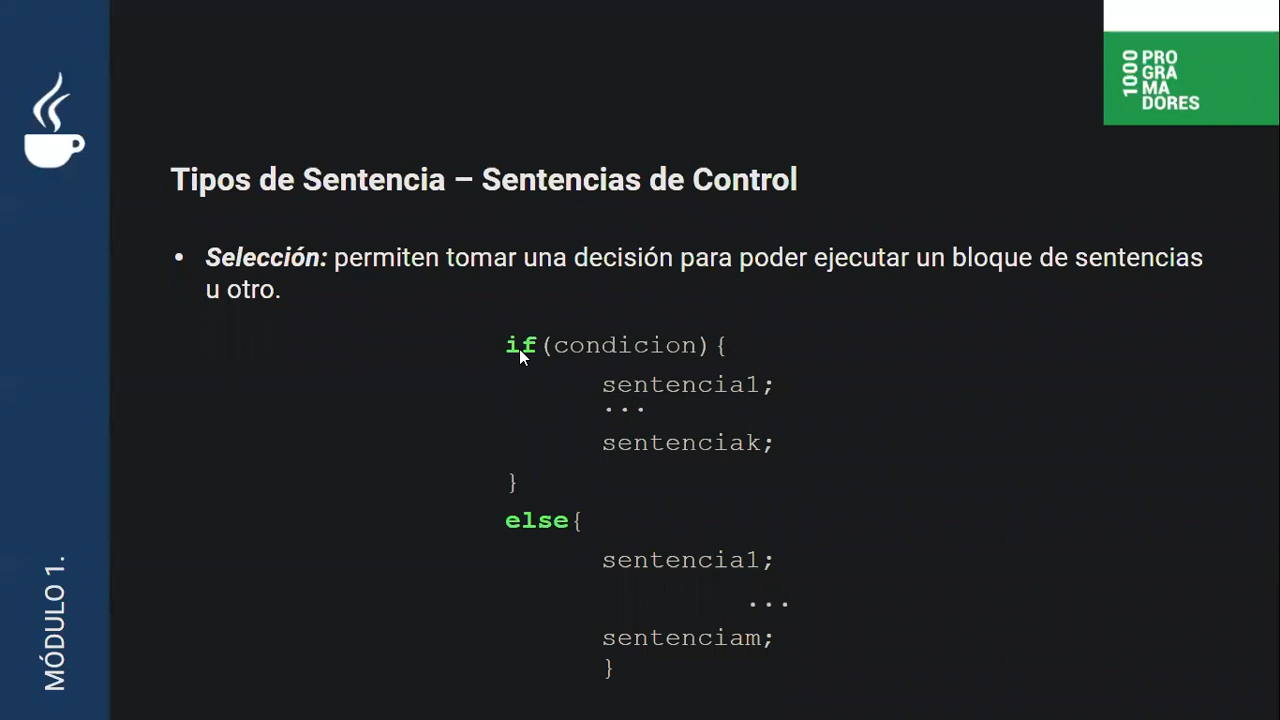 1000
PRO
GRA
MA
DORES
Tipos de Sentencia – Sentencias de Control
• Selección: permiten tomar una decisión para poder ejecutar un bloque de sentencias
u otro.
if(condicion){
sentencia1;
...
sentenciak;
}
else{
sentencia1;
...
sentenciam;
}
MÓDULO 1.